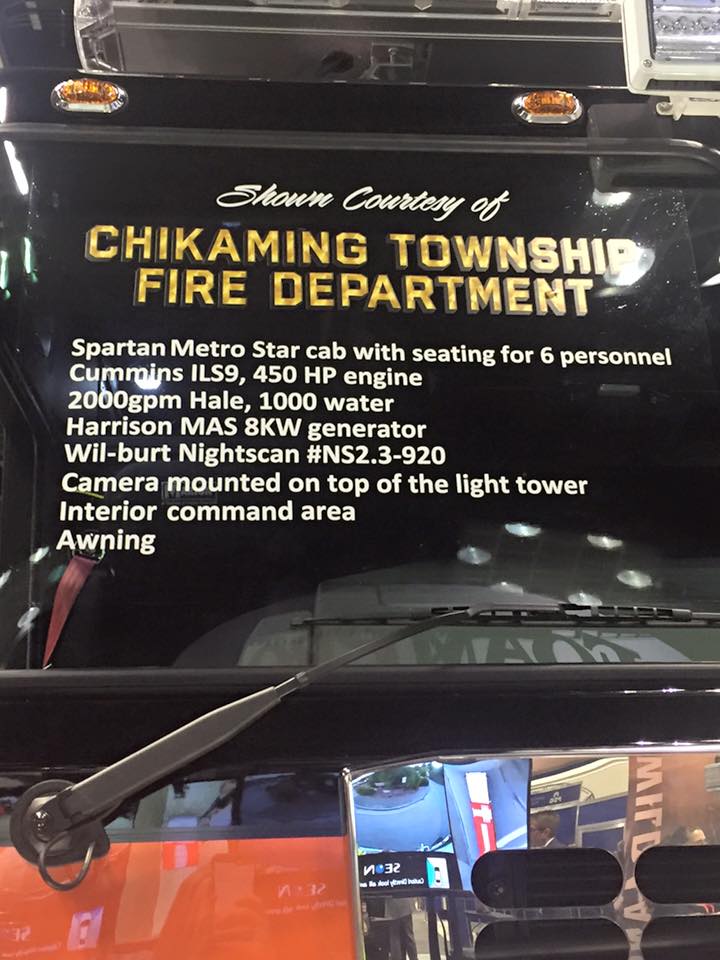 Shown Courtesy of
CHIKAMING TOWNSHIP
FIRE DEPARTMENT
Spartan Metro Star cab with seating for 6 personnel
Cummins ILS9, 450 HP engine
2000gpm Hale, 1000 water
Harrison MAS 8KW generator
Wil-burt Nightscan #NS2.3-920
Camera mounted on top of the light tower
Interior command area
Awning
SEON